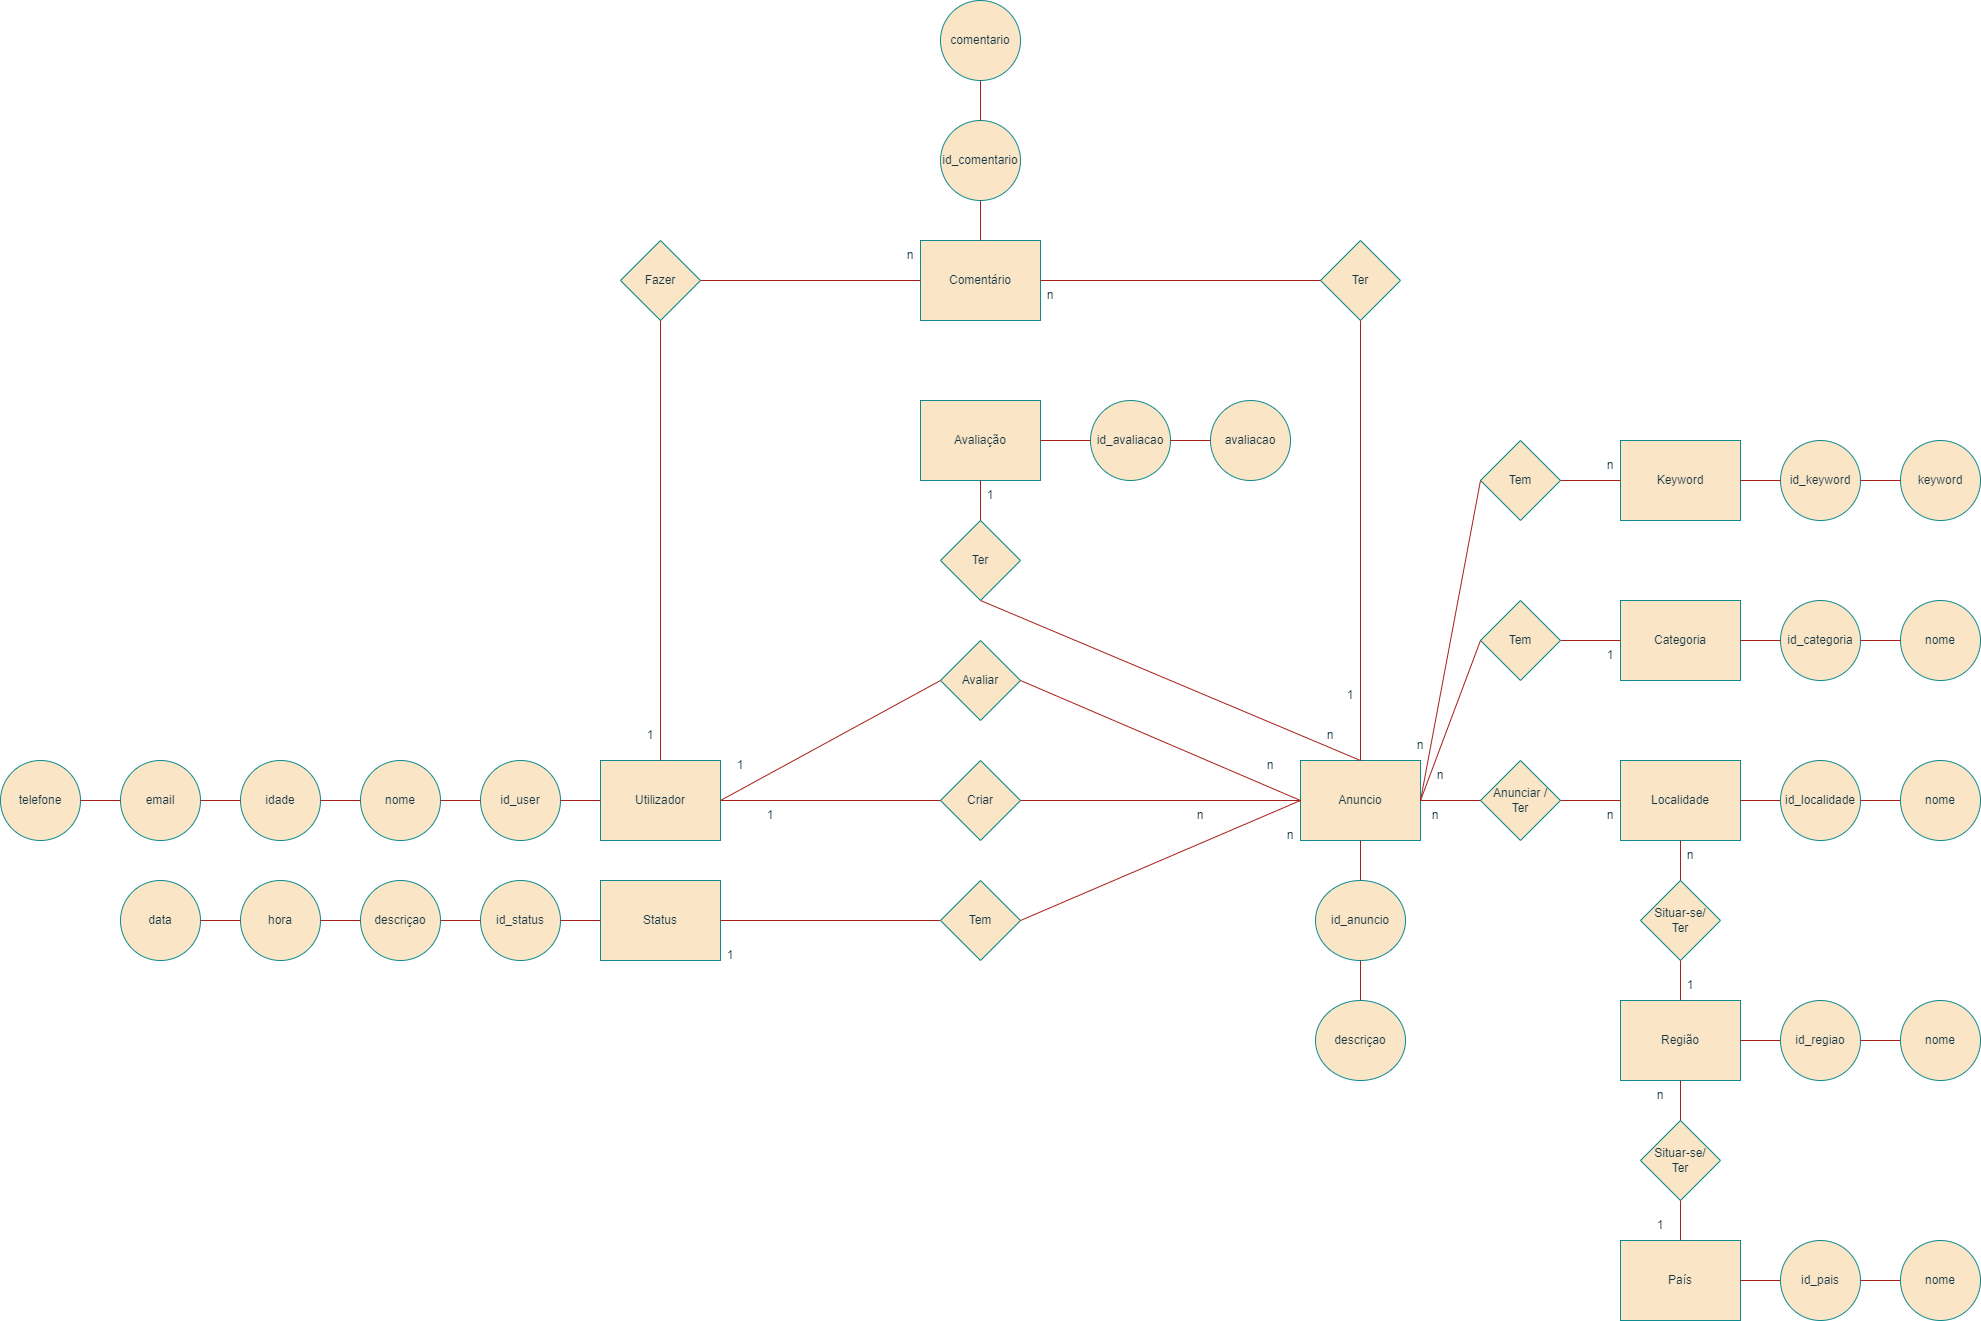 comentario
id_comentario
n
Fazer
Comentário
Ter
n
Avaliação
id_avaliacao
avaliacao
n
Tem
Keyword
id_keyword
keyword
1
Ter
Tem
Categoria
id_categoria
nome
1
Avaliar
1
1
n
n
1
n
n
telefone
email
idade
nome
id_user
Utilizador
Criar
Anuncio
Anunciar /
Ter
Localidade
id_localidade
nome
1
n
n
n
n
n
data
hora
descriçao
id_status
Status
Tem
id_anuncio
Situar-se/
Ter
1
1
descriçao
Região
id_regiao
nome
n
Situar-se/
Ter
1
País
id_pais
nome